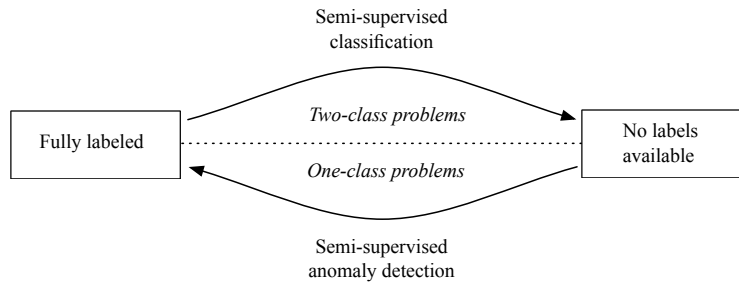 Semi-supervised
classification
Two-class problems
Fully labeled
No labels
available
One-class problems
Semi-supervised
anomaly detection